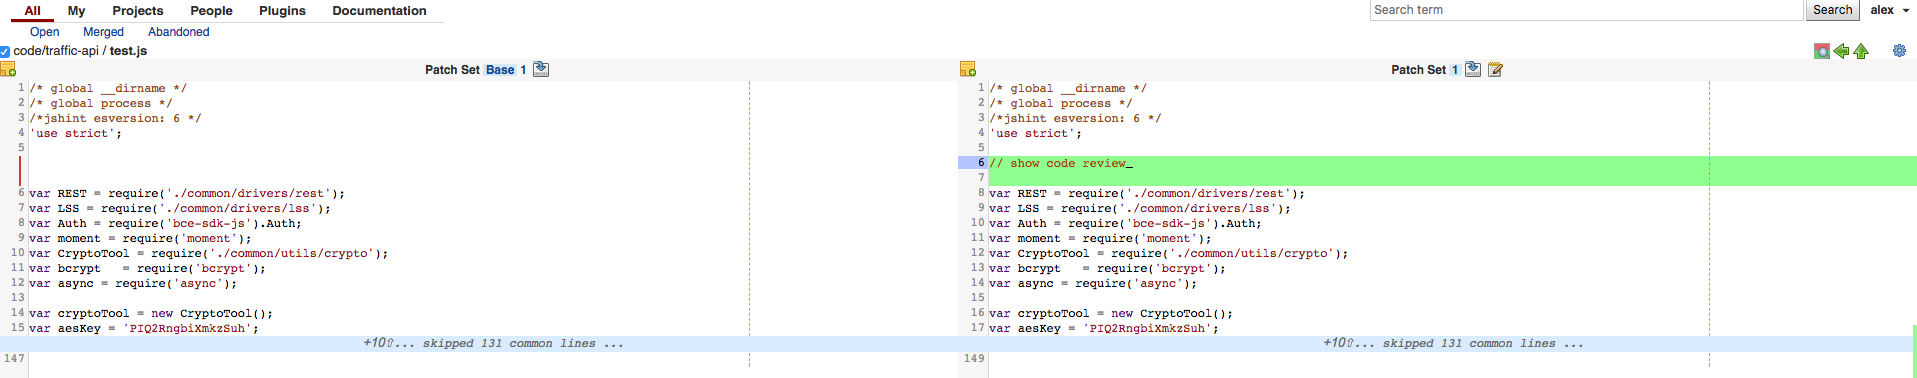 All My Projects People Plugins Documentation Search term Search alex
Open Merged Abandoned
code/traffic-api / test.js
Patch Set Base 1
1 /* global __dirname */
2 /* global process */
3 /*jshint esversion: 6 */
4 'use strict';
5
6 var REST = require('./common/drivers/rest');
7 var LSS = require('./common/drivers/lss');
8 var Auth = require('bce-sdk-js').Auth;
9 var moment = require('moment');
10 var CryptoTool = require('./common/utils/crypto');
11 var bcrypt   = require('bcrypt');
12 var async = require('async');
13
14 var cryptoTool = new CryptoTool();
15 var aesKey = 'PIQ2RngbiXmkzSuh';
+10⇧... skipped 131 common lines ...
147
Patch Set 1
1 /* global __dirname */
2 /* global process */
3 /*jshint esversion: 6 */
4 'use strict';
5
6 // show code review_
7
8 var REST = require('./common/drivers/rest');
9 var LSS = require('./common/drivers/lss');
10 var Auth = require('bce-sdk-js').Auth;
11 var moment = require('moment');
12 var CryptoTool = require('./common/utils/crypto');
13 var bcrypt   = require('bcrypt');
14 var async = require('async');
15
16 var cryptoTool = new CryptoTool();
17 var aesKey = 'PIQ2RngbiXmkzSuh';
+10⇧... skipped 131 common lines ...
149